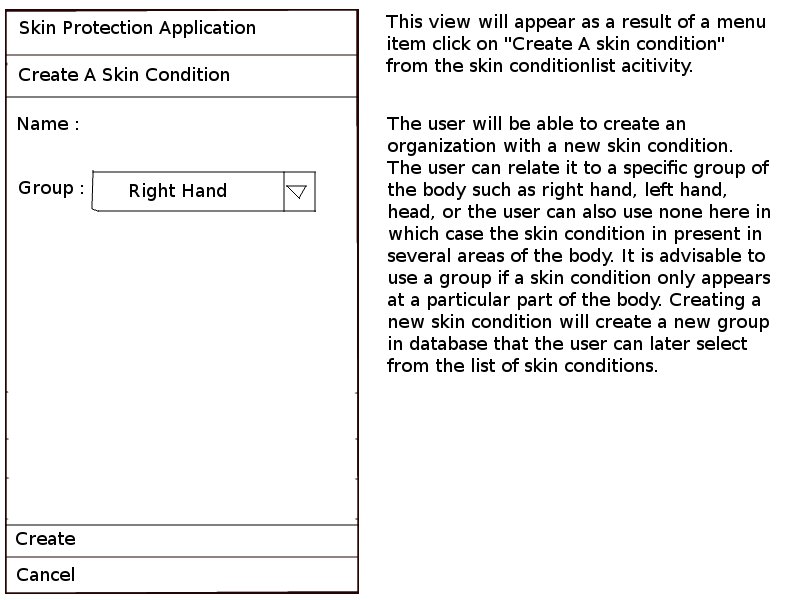 Skin Protection Application
Create A Skin Condition
Name :
Group :
Right Hand
Create
Cancel
This view will appear as a result of a menu
item click on "Create A skin condition"
from the skin conditionlist acitivity.
The user will be able to create an
organization with a new skin condition.
The user can relate it to a specific group of
the body such as right hand, left hand,
head, or the user can also use none here in
which case the skin condition in present in
several areas of the body. It is advisable to
use a group if a skin condition only appears
at a particular part of the body. Creating a
new skin condition will create a new group
in database that the user can later select
from the list of skin conditions.